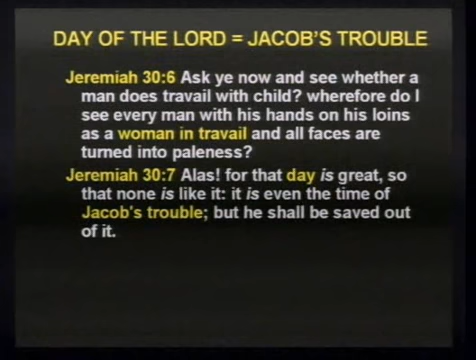 DAY OF THE LORD = JACOB'S TROUBLE
Jeremiah 30:6 Ask ye now and see whether a
man does travail with child? wherefore do I
see every man with his hands on his loins
as a woman in travail and all faces are
turned into paleness?
Jeremiah 30:7 Alas! for that day is great, so
that none is like it: it is even the time of
Jacob's trouble; but he shall be saved out
of it.